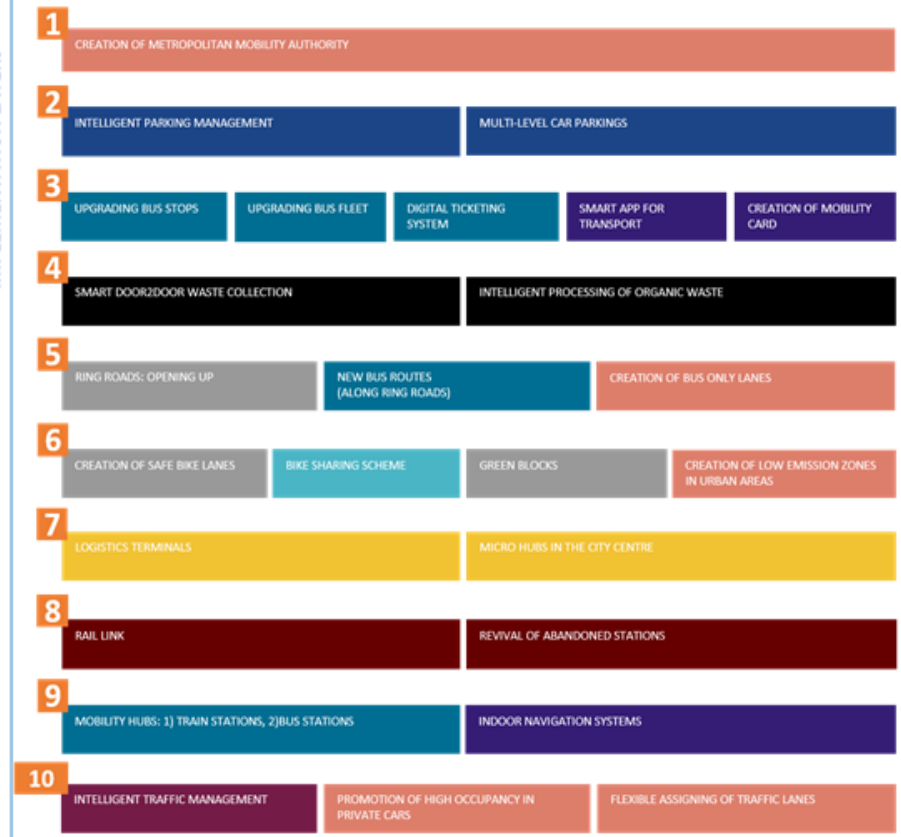 1
CREATION OF METROPOLITAN MOBILITY AUTHORITY
2
INTELLIGENT PARKING MANAGEMENT
MULTI-LEVEL CAR PARKINGS
3
UPGRADING BUS STOPS
UPGRADING BUS FLEET
DIGITAL TICKETING
SYSTEM
SMART APP FOR
TRANSPORT
CREATION OF MOBILITY
CARD
4
SMART DOOR2DOOR WASTE COLLECTION
INTELLIGENT PROCESSING OF ORGANIC WASTE
5
RING ROADS: OPENING UP
NEW BUS ROUTES
(ALONG RING ROADS)
CREATION OF BUS ONLY LANES
6
CREATION OF SAFE BIKE LANES
BIKE SHARING SCHEME
GREEN BLOCKS
CREATION OF LOW EMISSION ZONES
IN URBAN AREAS
7
LOGISTICS TERMINALS
MICRO HUBS IN THE CITY CENTRE
8
RAIL LINK
REVIVAL OF ABANDONED STATIONS
9
MOBILITY HUBS: 1) TRAIN STATIONS, 2)BUS STATIONS
INDOOR NAVIGATION SYSTEMS
10
INTELLIGENT TRAFFIC MANAGEMENT
PROMOTION OF HIGH OCCUPANCY IN
PRIVATE CARS
FLEXIBLE ASSIGNING OF TRAFFIC LANES